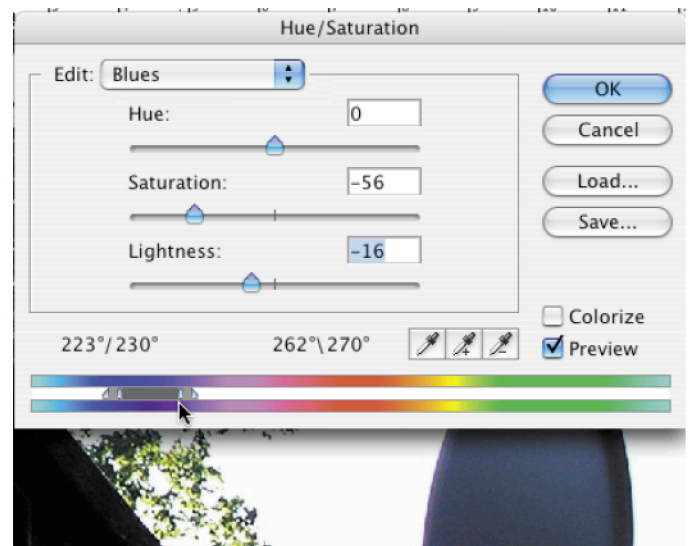 Hue/Saturation
Edit: Blues
OK
Hue: 0
Cancel
Saturation: -56
Load...
Save...
Lightness: -16
Colorize
223°/230° 262°\270°
Preview